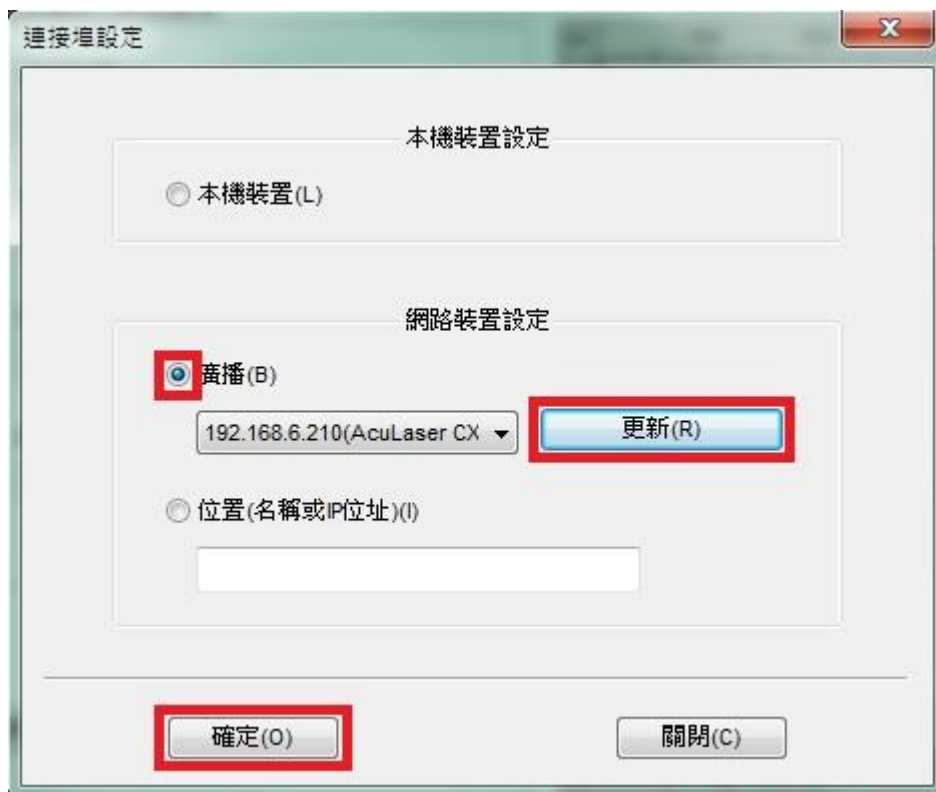 連接埠設定
本機裝置設定
本機裝置(L)
網路裝置設定
廣播(B)
192.168.6.210(AcuLaser CX
更新(R)
位置(名稱或IP位址)(I)
確定(O)
關閉(C)